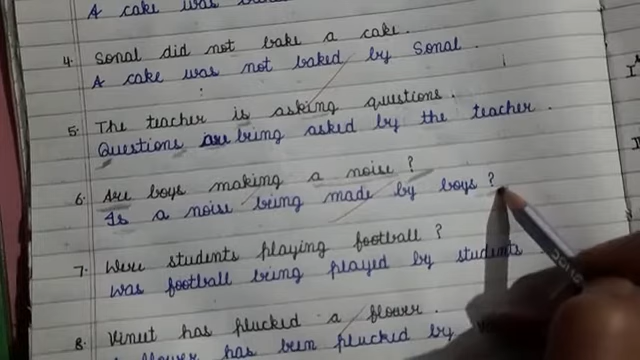 A cake was
4. Sonal did not bake a cake.
A cake was not baked by Sonal.
5. The teacher is asking questions.
Questions are being asked by the teacher.
6. Are boys making a noise?
Is a noise being made by boys?
7. Were students playing football?
Was football being played by students
8. Vineet has plucked a flower.
flower has been plucked by